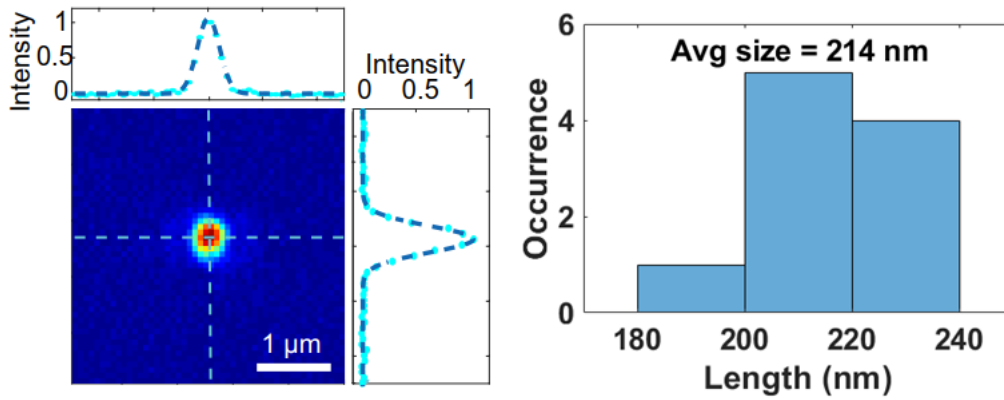 Intensity
1
0.5
0
Intensity
0 0.5 1
1 μm
Avg size = 214 nm
Occurrence
6
4
2
0
180 200 220 240
Length (nm)